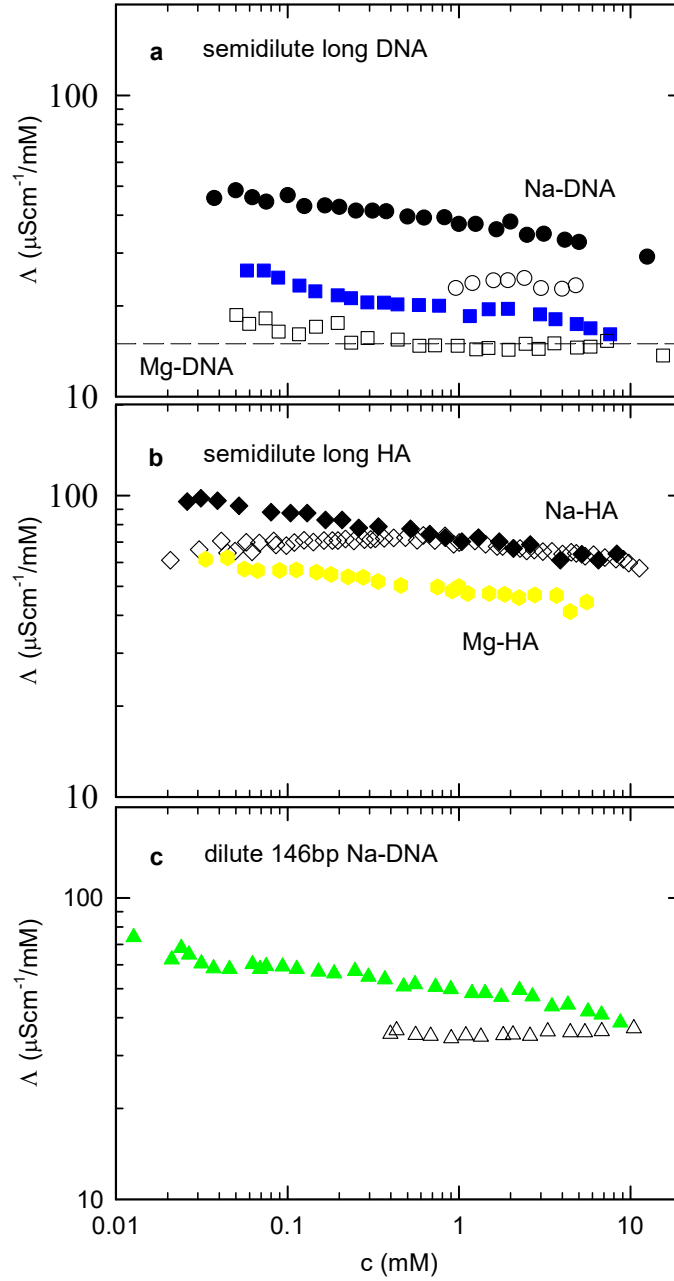 a semidilute long DNA
100
Na-DNA
Λ (μScm⁻¹/mM)
Mg-DNA
10
b semidilute long HA
100
Na-HA
Λ (μScm⁻¹/mM)
Mg-HA
10
c dilute 146bp Na-DNA
100
Λ (μScm⁻¹/mM)
10
0.01 0.1 1 10
c (mM)